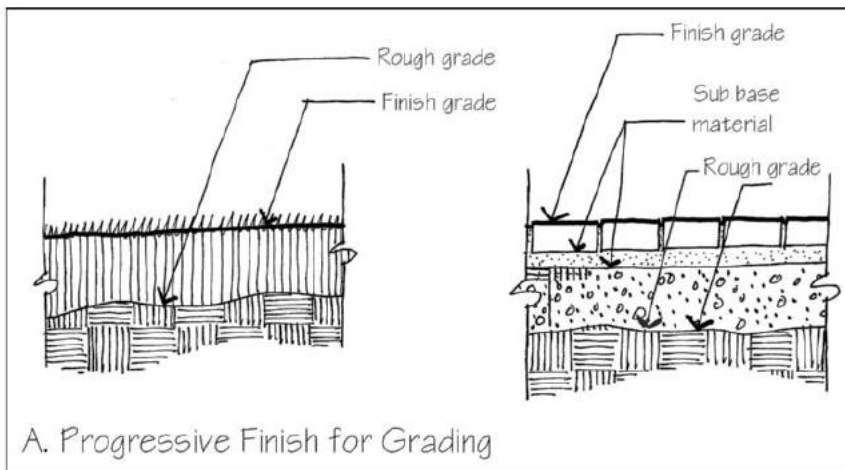 Rough grade
Finish grade
Finish grade
Sub base
material
Rough grade
A. Progressive Finish for Grading